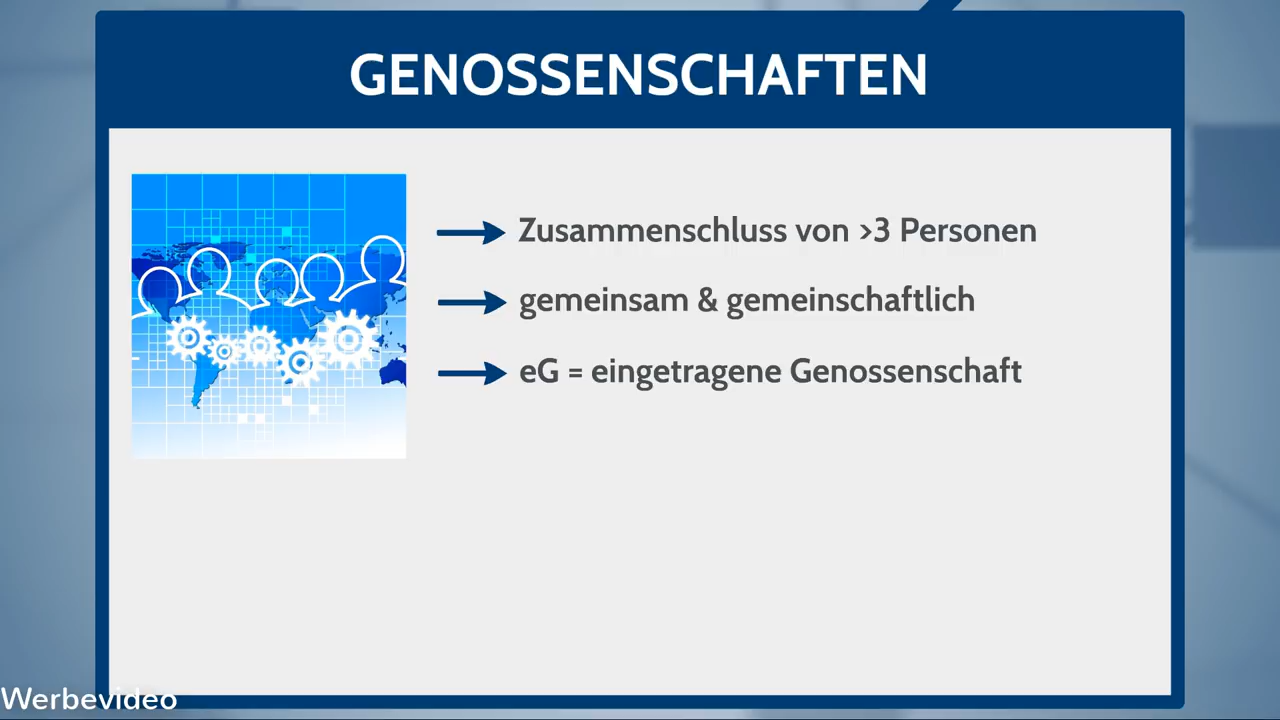 GENOSSENSCHAFTEN
Zusammenschluss von >3 Personen
gemeinsam & gemeinschaftlich
eG = eingetragene Genossenschaft
Werbevideo